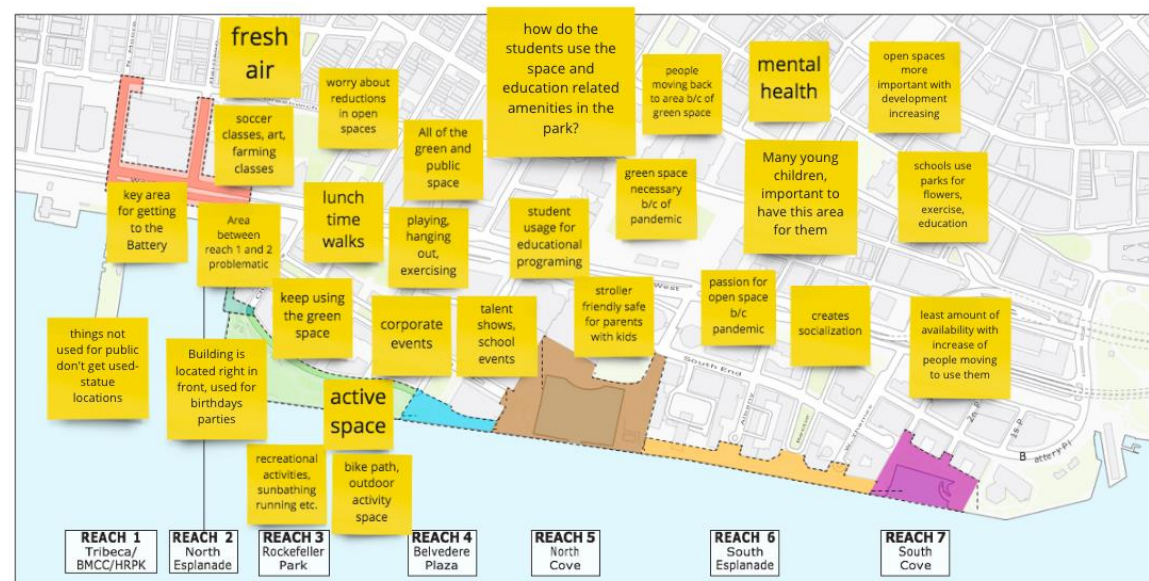 fresh
air
worry about
reductions
in open
spaces
soccer
classes, art,
farming
classes
All of the
green and
public
space
how do the
students use the
space and
education related
amenities in the
park?
people
moving back
to area b/c of
green space
mental
health
open spaces
more
important with
development
increasing
key area
for getting
to the
Battery
Area
between
reach 1 and 2
problematic
lunch
time
walks
playing,
hanging
out,
exercising
student
usage for
educational
programing
green space
necessary
b/c of
pandemic
Many young
children,
important to
have this area
for them
schools use
parks for
flowers,
exercise,
education
things not
used for public
don't get used-
statue
locations
Building is
located right in
front, used for
birthdays
parties
keep using
the green
space
corporate
events
talent
shows,
school
events
stroller
friendly safe
for parents
with kids
passion for
open space
b/c
pandemic
creates
socialization
least amount of
availability with
increase of
people moving
to use them
active
space
recreational
activities,
sunbathing
running etc.
bike path,
outdoor
activity
space
West
South End
Albany
Rector
W. Thames
2n. P
1s. P
Battery Pl
REACH 1
Tribeca/
BMCC/HRPK
REACH 2
North
Esplanade
REACH 3
Rockefeller
Park
REACH 4
Belvedere
Plaza
REACH 5
North
Cove
REACH 6
South
Esplanade
REACH 7
South
Cove